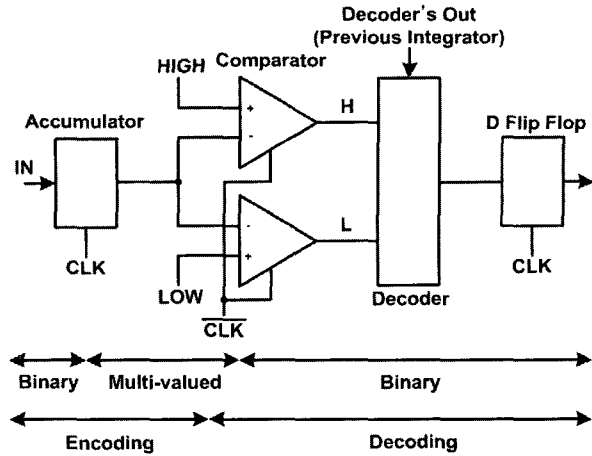 Decoder's Out
(Previous Integrator)
HIGH
Comparator
Accumulator
D Flip Flop
+
-
H
IN
-
+
L
CLK
LOW
CLK
Decoder
CLK
Binary
Multi-valued
Binary
Encoding
Decoding